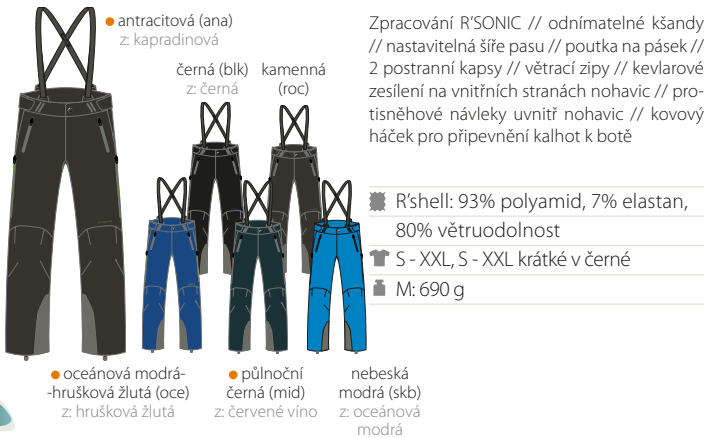 antracitová (ana)
z: kapradinová
černá (blk)
z: černá
kamenná
(roc)
oceánová modrá-
-hrušková žlutá (oce)
z: hrušková žlutá
půlnoční
černá (mid)
z: červené víno
nebeská
modrá (skb)
z: oceánová
modrá
Zpracování R'SONIC // odnímatelné kšandy
// nastavitelná šíře pasu // poutka na pásek //
2 postranní kapsy // větrací zipy // kevlarové
zesílení na vnitřních stranách nohavic // pro-
tisněhové návleky uvnitř nohavic // kovový
háček pro připevnění kalhot k botě
R'shell: 93% polyamid, 7% elastan,
80% větruodolnost
S - XXL, S - XXL krátké v černé
M: 690 g